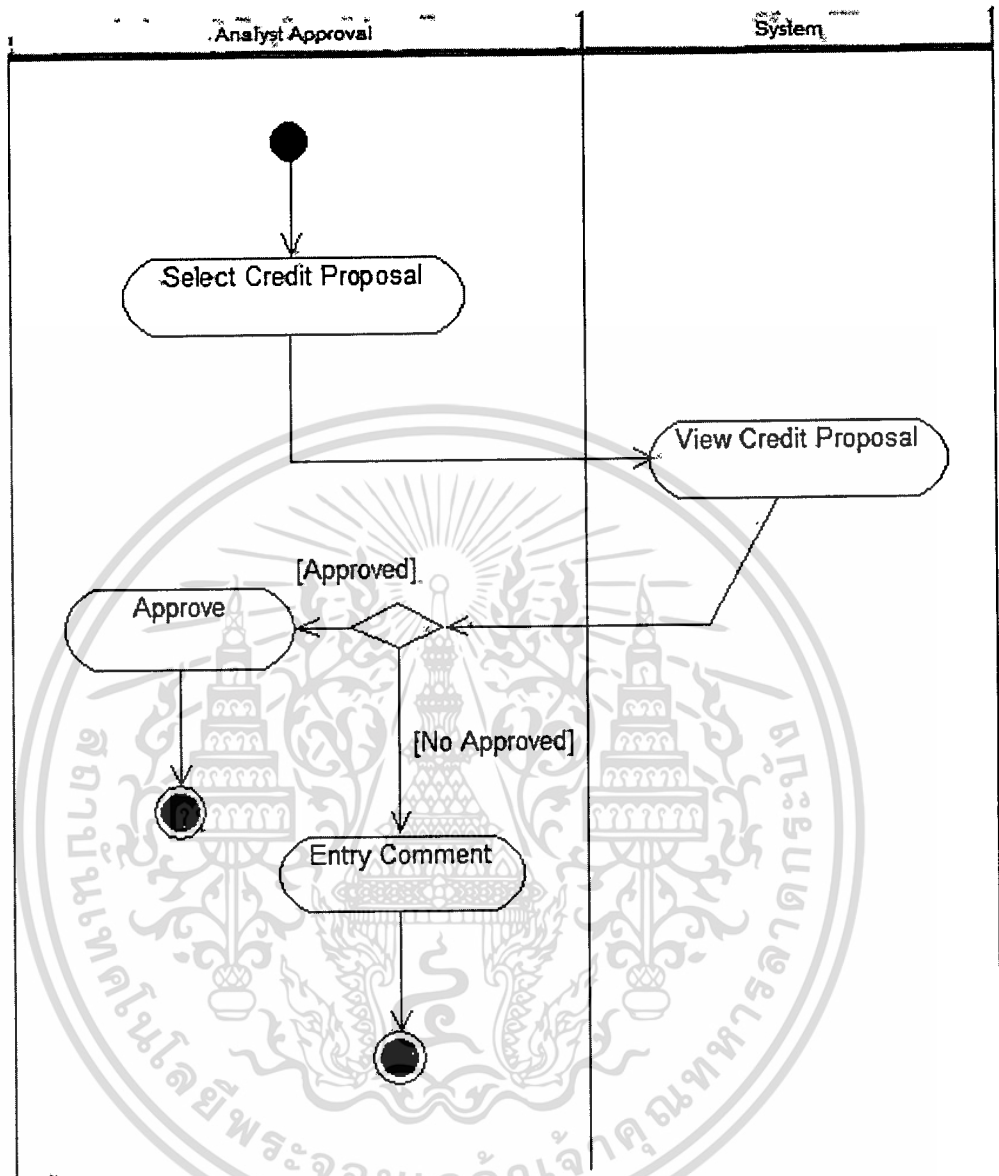 Analyst Approval
System
Select Credit Proposal
View Credit Proposal
[Approved]
Approve
[No Approved]
Entry Comment